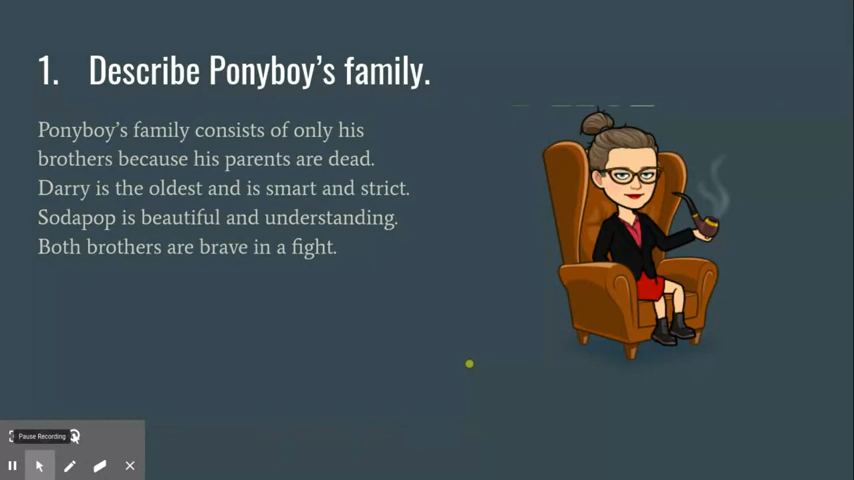 1. Describe Ponyboy's family.
Ponyboy's family consists of only his
brothers because his parents are dead.
Darry is the oldest and is smart and strict.
Sodapop is beautiful and understanding.
Both brothers are brave in a fight.
Pause Recording